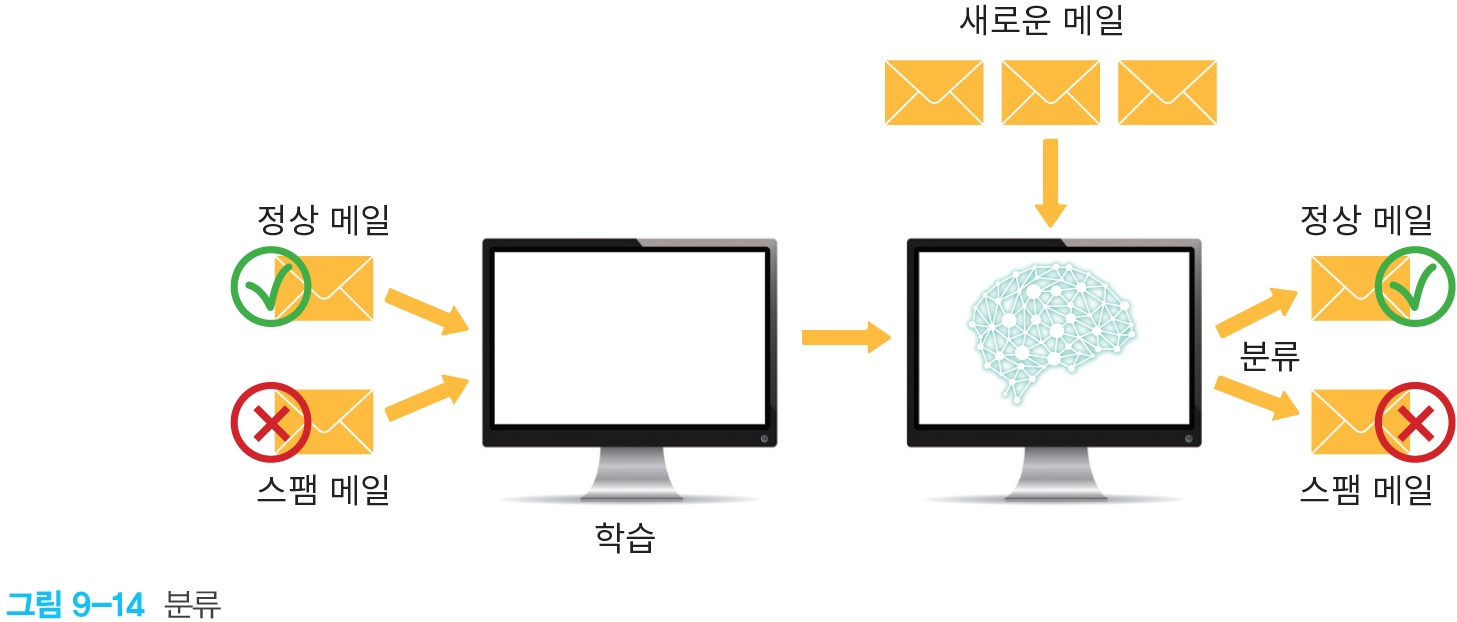 새로운 메일
정상 메일
스팸 메일
학습
정상 메일
분류
스팸 메일
그림 9-14 분류